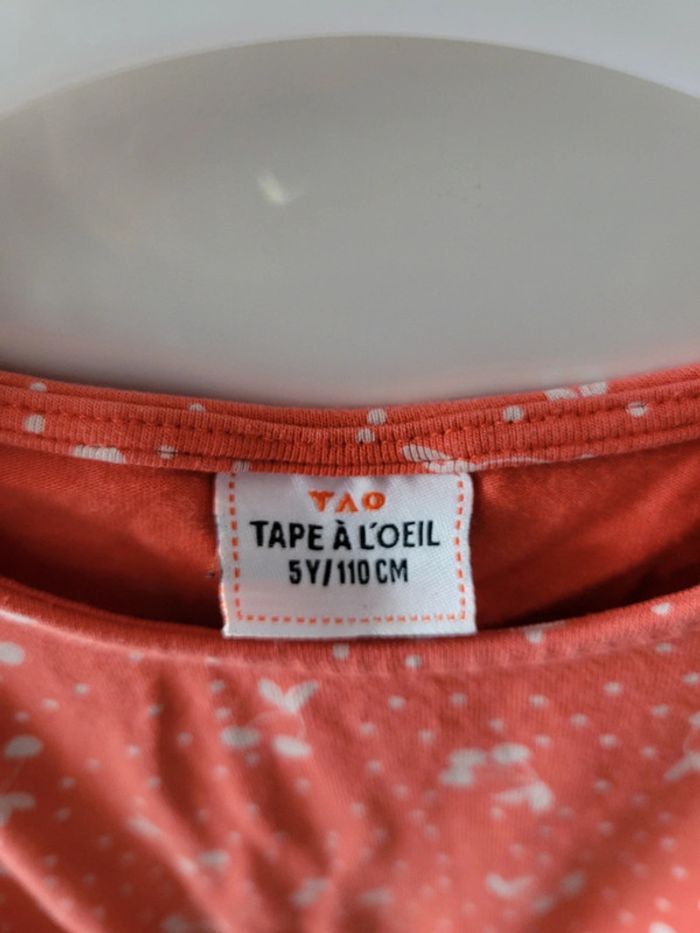 TAO
TAPE À L'OEIL
5Y/110 CM